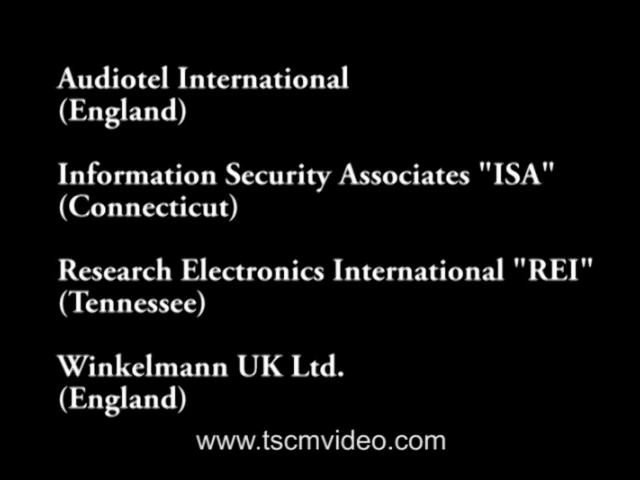 Audiotel International
(England)
Information Security Associates "ISA"
(Connecticut)
Research Electronics International "REI"
(Tennessee)
Winkelmann UK Ltd.
(England)
www.tscmvideo.com